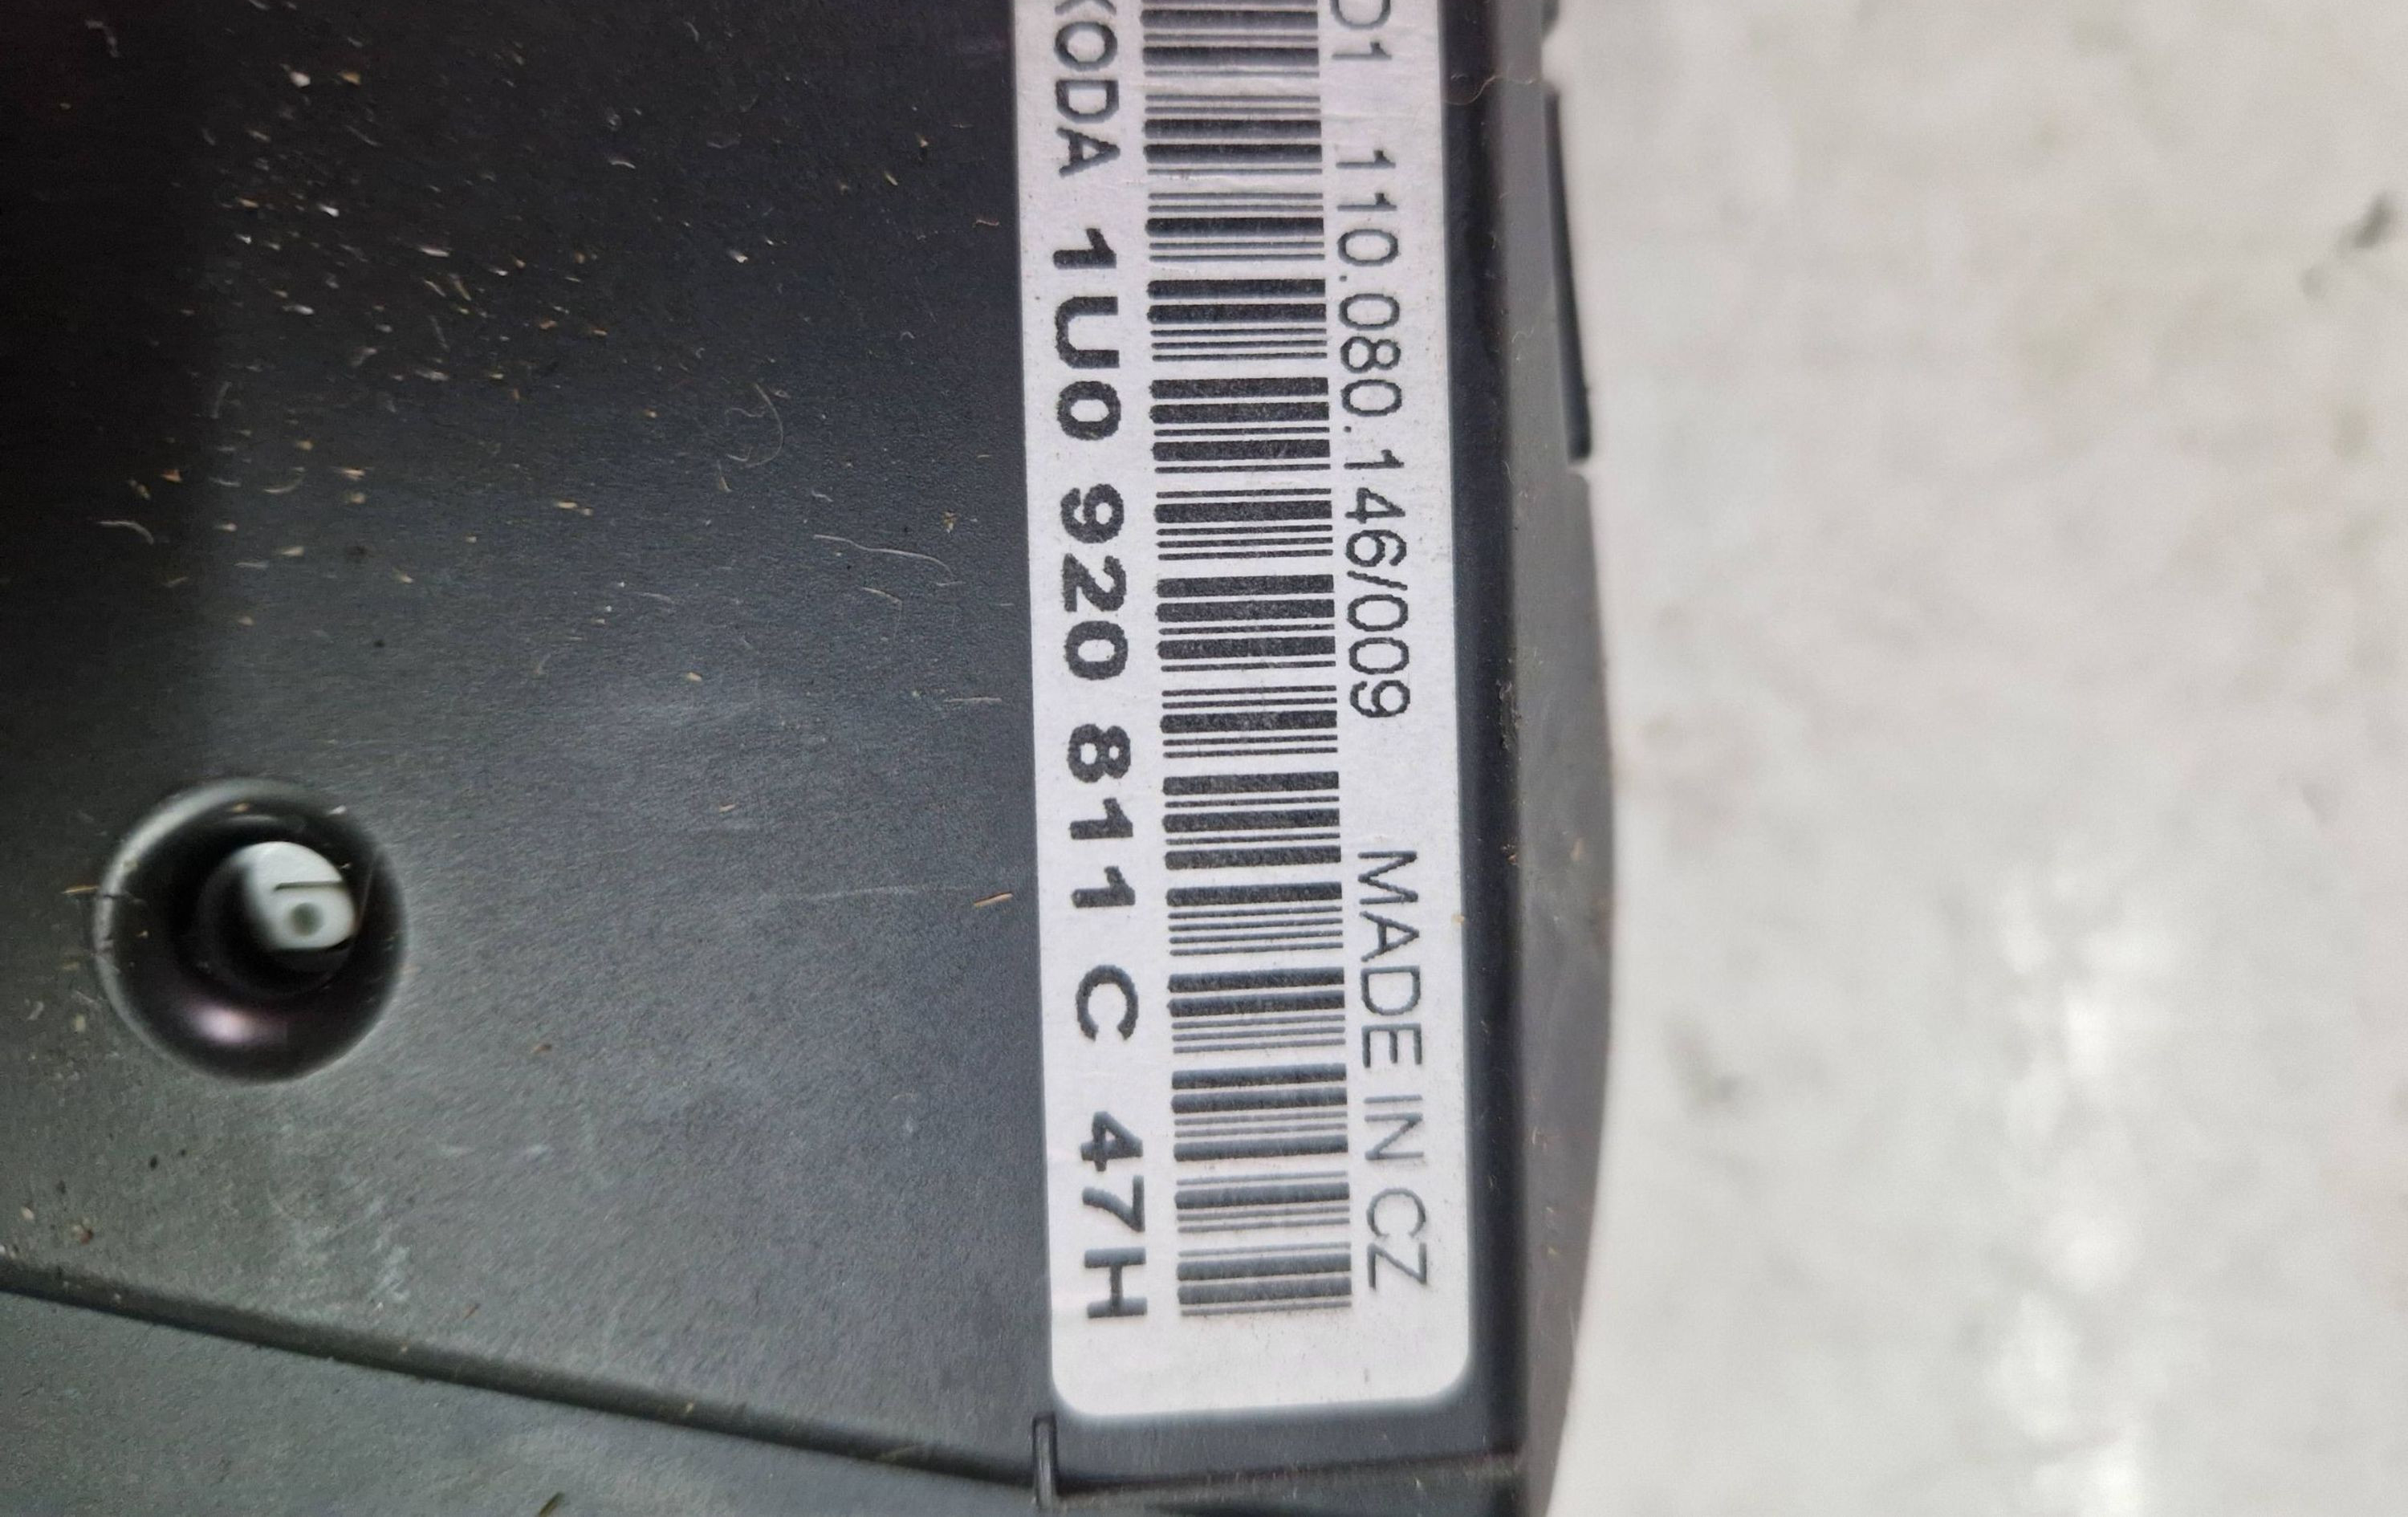 D1 110.080.146/009 MADE IN CZ
KODA 1U0 920 811 C 47H